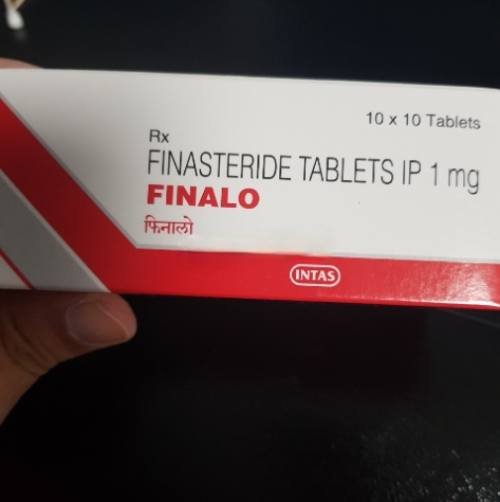 10 x 10 Tablets
Rx
FINASTERIDE TABLETS IP 1 mg
FINALO
फिनालो
INTAS